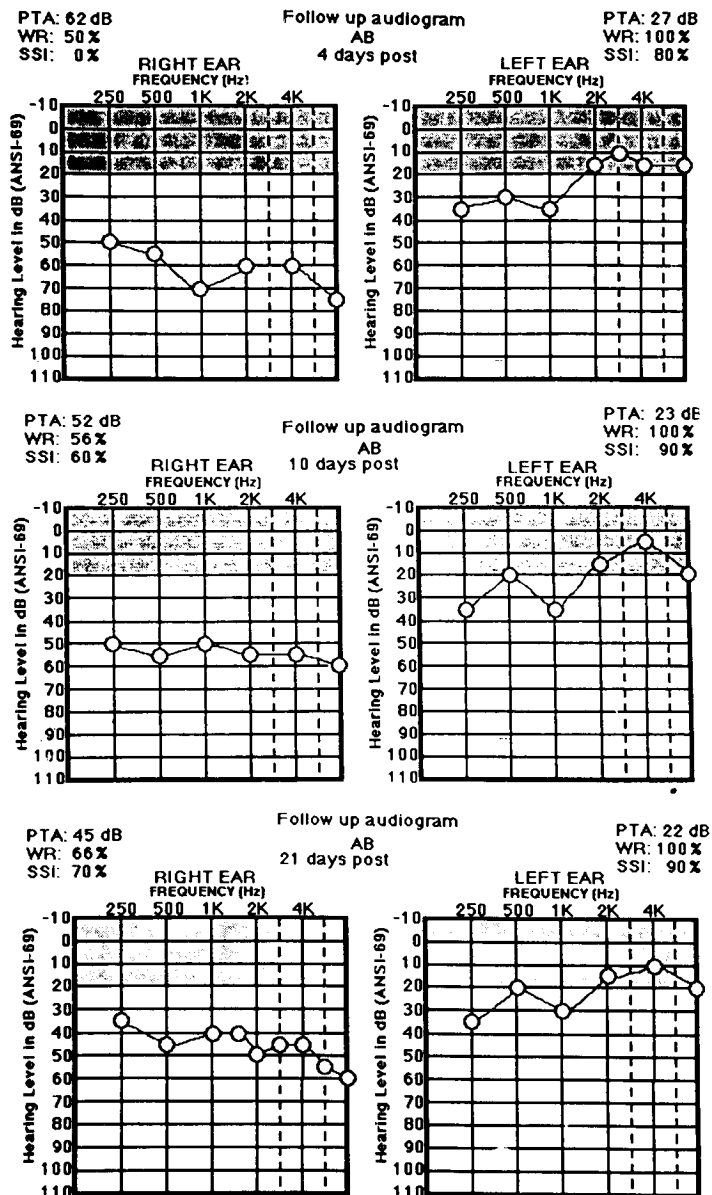 PTA: 62 dB
WR: 50%
SSI: 0%
Follow up audiogram
AB
4 days post
PTA: 27 dB
WR: 100%
SSI: 80%
RIGHT EAR
FREQUENCY (Hz)
250 500 1K 2K 4K
Hearing Level in dB (ANSI-69)
-10
0
10
20
30
40
50
60
70
80
90
100
110
LEFT EAR
FREQUENCY (Hz)
250 500 1K 2K 4K
Hearing Level in dB (ANSI-69)
-10
0
10
20
30
40
50
60
70
80
90
100
110
PTA: 52 dB
WR: 56%
SSI: 60%
Follow up audiogram
AB
10 days post
PTA: 23 dB
WR: 100%
SSI: 90%
RIGHT EAR
FREQUENCY (Hz)
250 500 1K 2K 4K
Hearing Level in dB (ANSI-69)
-10
0
10
20
30
40
50
60
70
80
90
100
110
LEFT EAR
FREQUENCY (Hz)
250 500 1K 2K 4K
Hearing Level in dB (ANSI-69)
-10
0
10
20
30
40
50
60
70
80
90
100
110
PTA: 45 dB
WR: 66%
SSI: 70%
Follow up audiogram
AB
21 days post
PTA: 22 dB
WR: 100%
SSI: 90%
RIGHT EAR
FREQUENCY (Hz)
250 500 1K 2K 4K
Hearing Level in dB (ANSI-69)
-10
0
10
20
30
40
50
60
70
80
90
100
110
LEFT EAR
FREQUENCY (Hz)
250 500 1K 2K 4K
Hearing Level in dB (ANSI-69)
-10
0
10
20
30
40
50
60
70
80
90
100
110